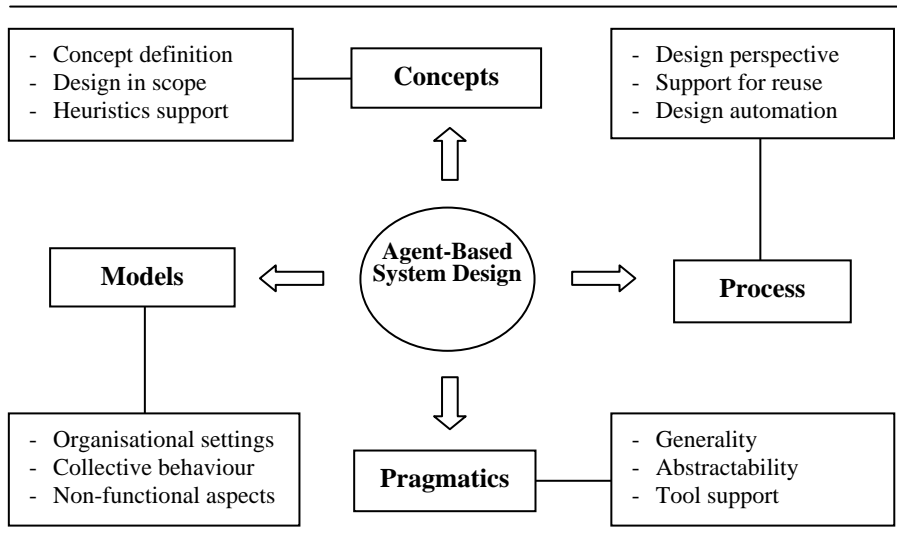 - Concept definition
- Design in scope
- Heuristics support
Concepts
- Design perspective
- Support for reuse
- Design automation
Agent-Based
System Design
Models
Process
- Organisational settings
- Collective behaviour
- Non-functional aspects
Pragmatics
- Generality
- Abstractability
- Tool support